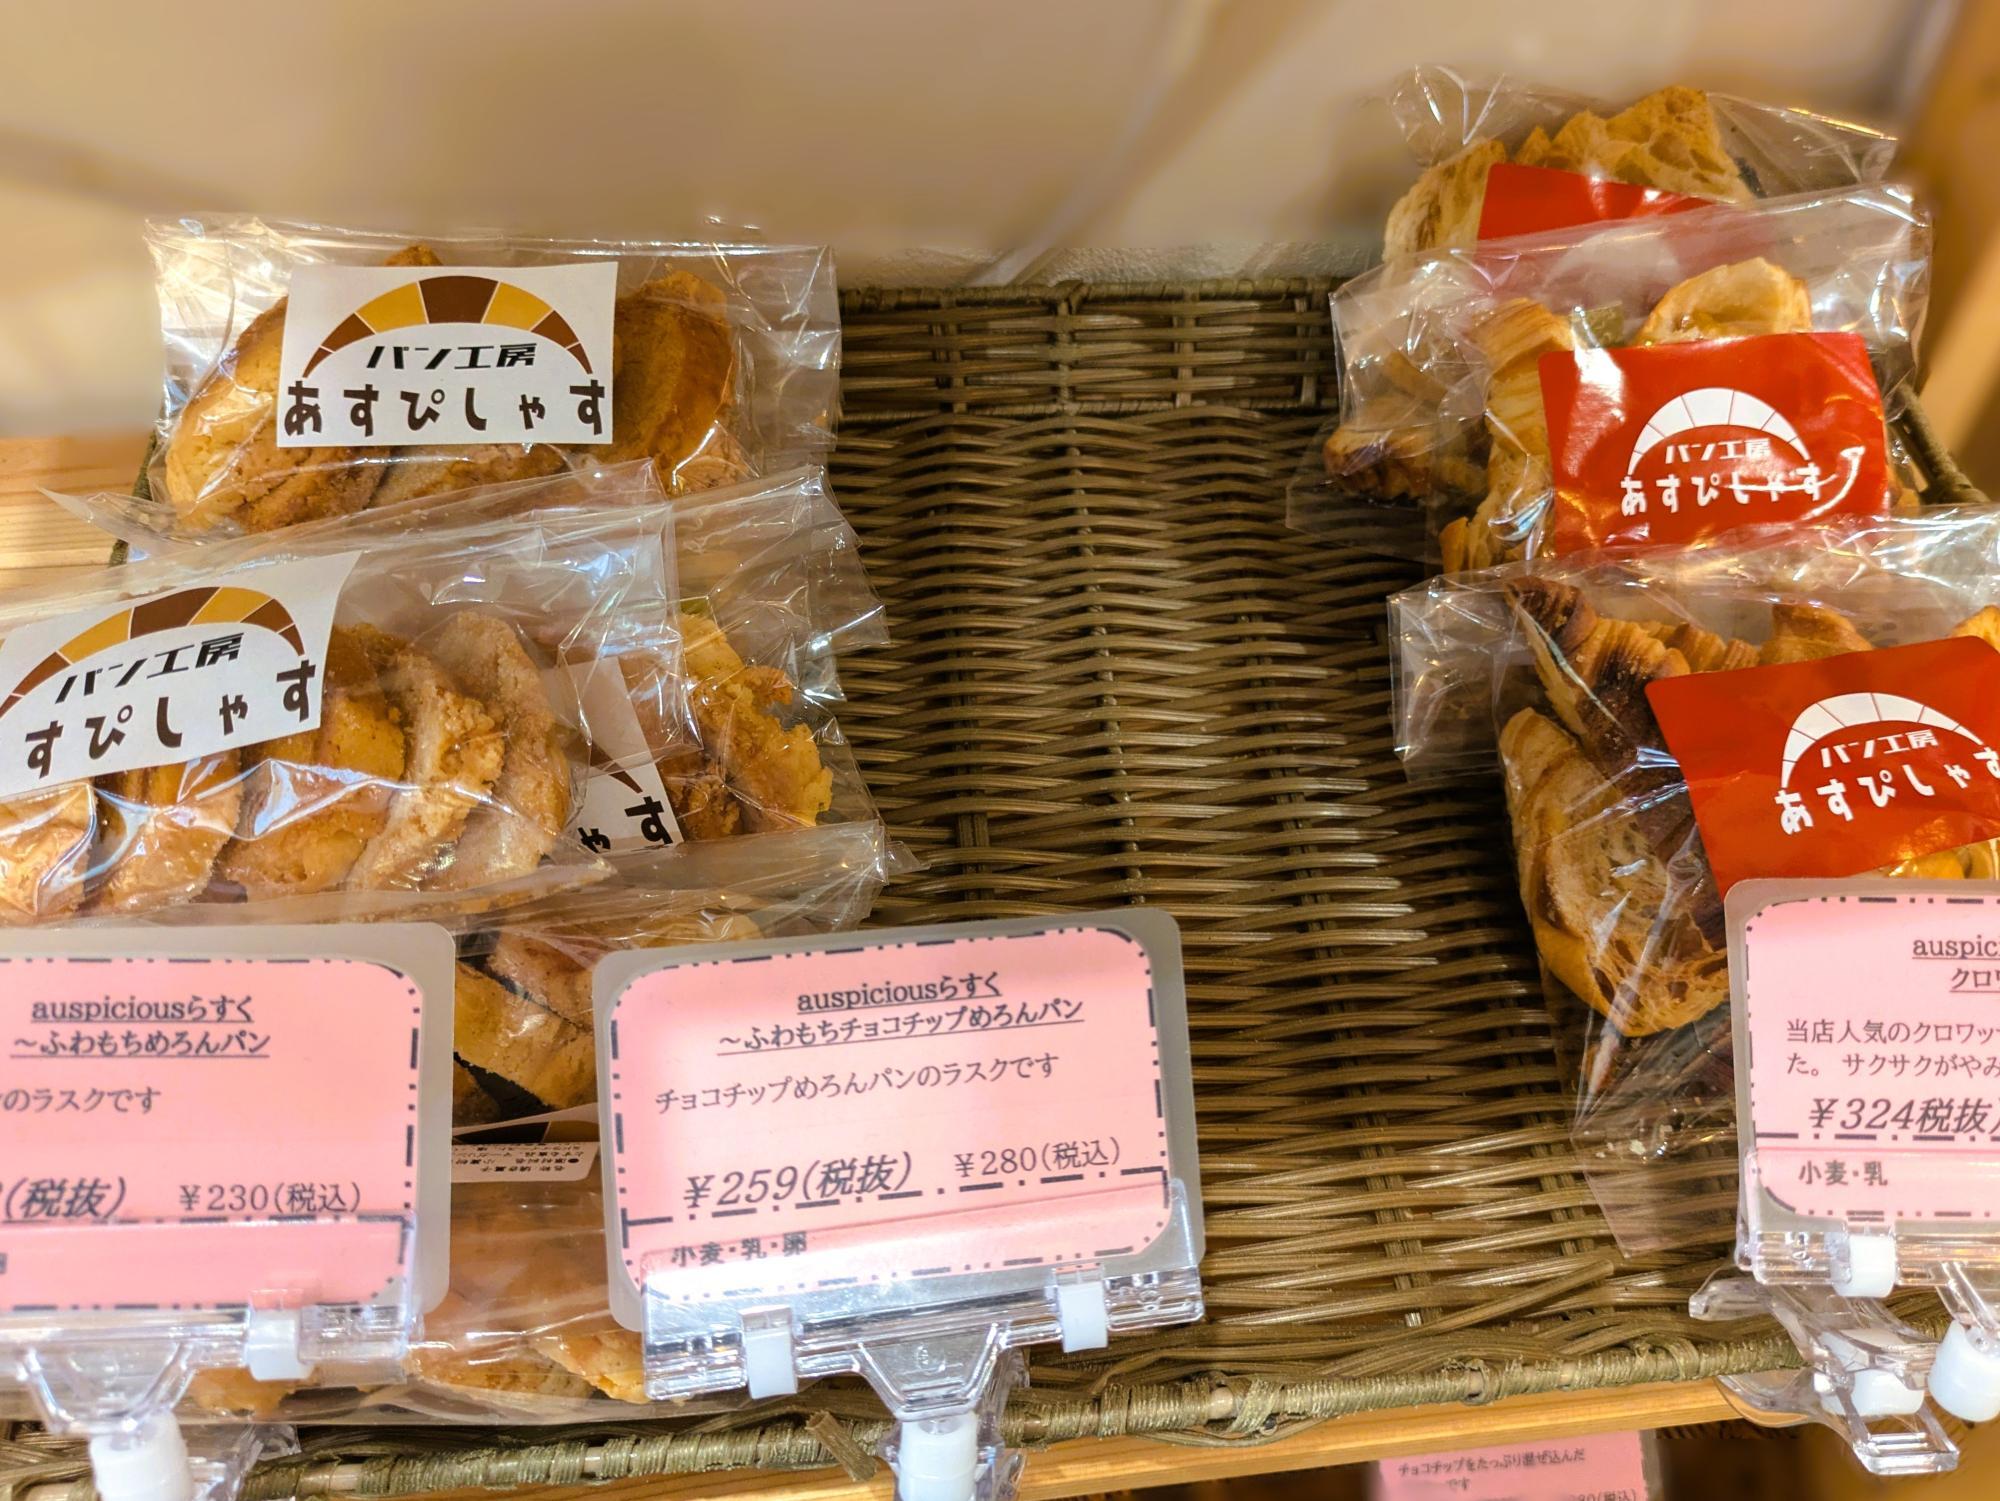 パン工房
あすぴしゃす
パン工房
あすぴしゃす
パン工房
すぴしゃす
ゃす
パン工房
あすぴしゃす
auspiciousらすく
～ふわもちめろんパン
のラスクです
(税抜) ¥230(税込)
auspiciousらすく
～ふわもちチョコチップめろんパン
チョコチップめろんパンのラスクです
¥259(税抜) ¥280(税込)
小麦・乳・卵
auspici
クロワ
当店人気のクロワッ
た。 サクサクがやみ
¥324税抜)
小麦・乳
チョコチップをたっぷり混ぜ込んだ
です